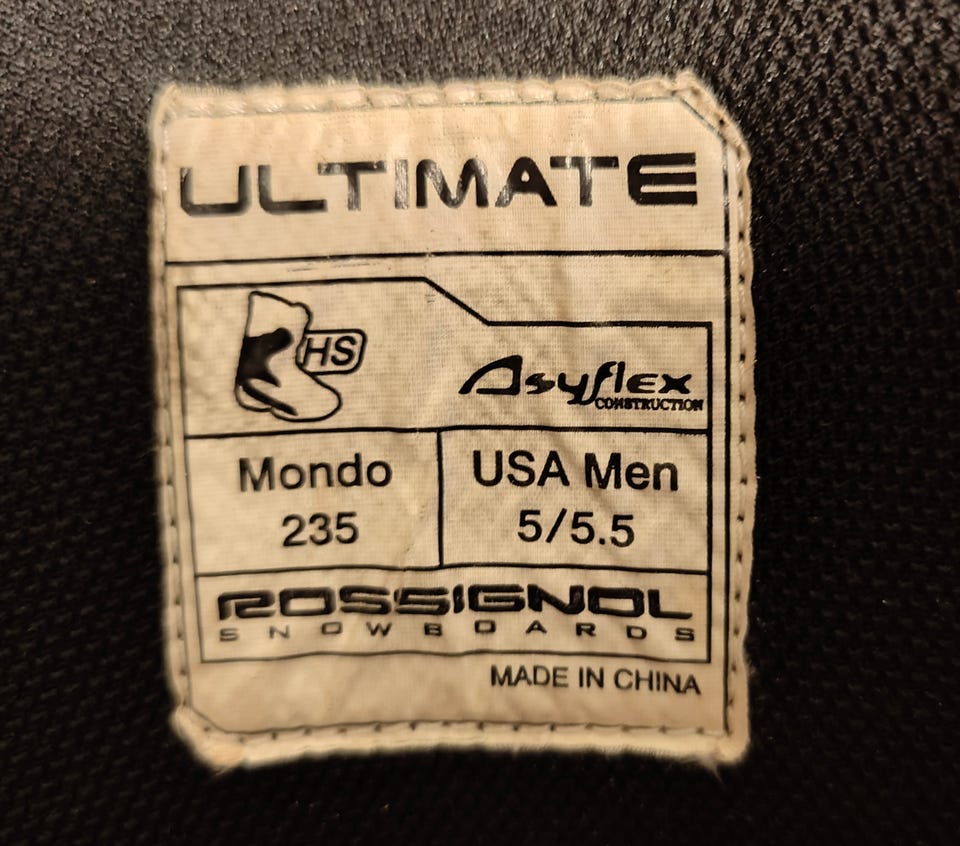 ULTIMATE
HS
Asyflex
CONSTRUCTION
Mondo
235
USA Men
5/5.5
ROSSIGNOL
SNOWBOARDS
MADE IN CHINA